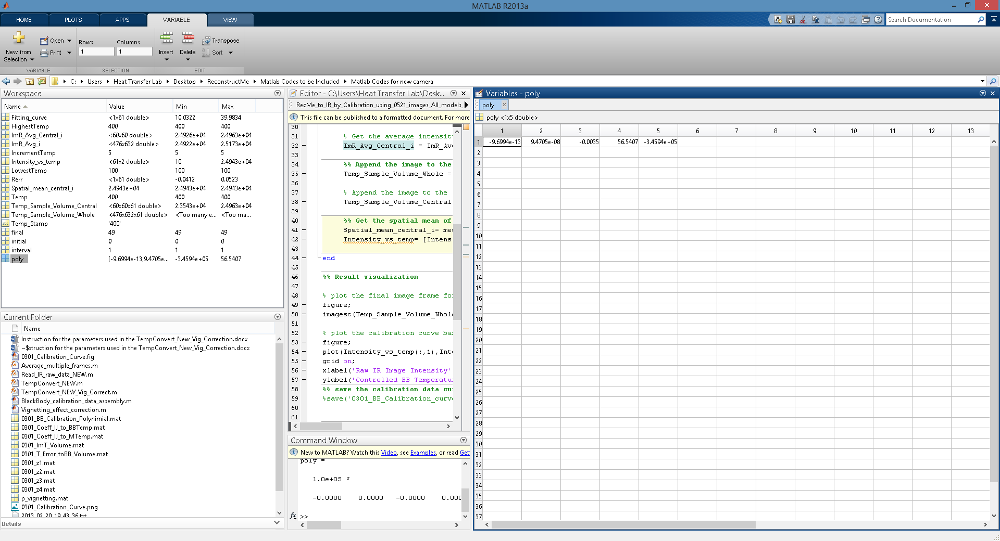 MATLAB R2013a
HOME PLOTS APPS VARIABLE VIEW
Search Documentation
New from Selection
Open
Print
Rows
1
Columns
1
Insert
Delete
Transpose
Sort
VARIABLE SELECTION EDIT
C: Users Heat Transfer Lab Desktop ReconstructMe Matlab Codes to be Included Matlab Codes for new camera
Workspace
Name Value Min Max
Fitting_curve <1x61 double> 10.0322 39.9834
HighestTemp 400 400 400
ImR_Avg_Central_i <60x60 double> 2.4926e+04 2.4963e+04
ImR_Avg_i <476x632 double> 2.4922e+04 2.5173e+04
IncrementTemp 5 5 5
Intensity_vs_temp <61x2 double> 10 2.4943e+04
LowestTemp 100 100 100
Rerr <1x61 double> -0.0412 0.0523
Spatial_mean_central_i 2.4943e+04 2.4943e+04 2.4943e+04
Temp 400 400 400
Temp_Sample_Volume_Central <60x60x61 double> 2.3543e+04 2.4963e+04
Temp_Sample_Volume_Whole <476x632x61 double> <Too many e... <Too ma...
abc Temp_Stamp '400'
final 49 49 49
initial 0 0 0
interval 1 1 1
poly [-9.6994e-13,9.4705e... -3.4594e+05 56.5407
Current Folder
Name
Instruction for the parameters used in the TempConvert_New_Vig_Correction.docx
~$struction for the parameters used in the TempConvert_New_Vig_Correction.docx
0301_Calibration_Curve.fig
Average_multiple_frames.m
Read_IR_raw_data_NEW.m
TempConvert_NEW.m
TempConvert_NEW_Vig_Correct.m
BlackBody_calibration_data_assembly.m
Vignetting_effect_correction.m
0301_BB_Calibration_Polynimial.mat
0301_Coeff_IJ_to_BBTemp.mat
0301_Coeff_IJ_to_MTemp.mat
0301_ImT_Volume.mat
0301_T_Error_toBB_Volume.mat
0301_z1.mat
0301_z2.mat
0301_z3.mat
0301_z4.mat
p_vignetting.mat
0301_Calibration_Curve.png
2013_02_20_19_43_36.txt
Details
Editor - C:\Users\Heat Transfer Lab\Desk...
RecMe_to_IR_by_Calibration_using_0521_images_All_models_
This file can be published to a formatted document. For more
30
31 % Get the average intensit
32 – ImR_Avg_Central_i = ImR_Av
33
34 %% Append the image to the
35 – Temp_Sample_Volume_Whole =
36
37 % Append the image to the
38 – Temp_Sample_Volume_Central
39
40 %% Get the spatial mean of
41 – Spatial_mean_central_i= me
42 – Intensity_vs_temp= [Intens
43
44 – end
45
46 %% Result visualization
47
48 % plot the final image frame fo
49 – figure;
50 – imagesc(Temp_Sample_Volume_Whol
51
52 % plot the calibration curve ba
53 – figure;
54 – plot(Intensity_vs_temp(:,1),Int
55 – grid on;
56 – xlabel('Raw IR Image Intensity'
57 – ylabel('Controlled BB Temperatu
58 %% save the calibration data cu
59 %save('0301_BB_Calibration_curv
60
61
Command Window
New to MATLAB? Watch this Video, see Examples, or read Get
poly =
1.0e+05 *
-0.0000 0.0000 -0.0000 0.000
fx >>
Variables - poly
poly
poly <1x5 double>
1 2 3 4 5 6 7 8 9 10 11 12 13
1 -9.6994e-13 9.4705e-08 -0.0035 56.5407 -3.4594e+05
2
3
4
5
6
7
8
9
10
11
12
13
14
15
16
17
18
19
20
21
22
23
24
25
26
27
28
29
30
31
32
33
34
35
36
37